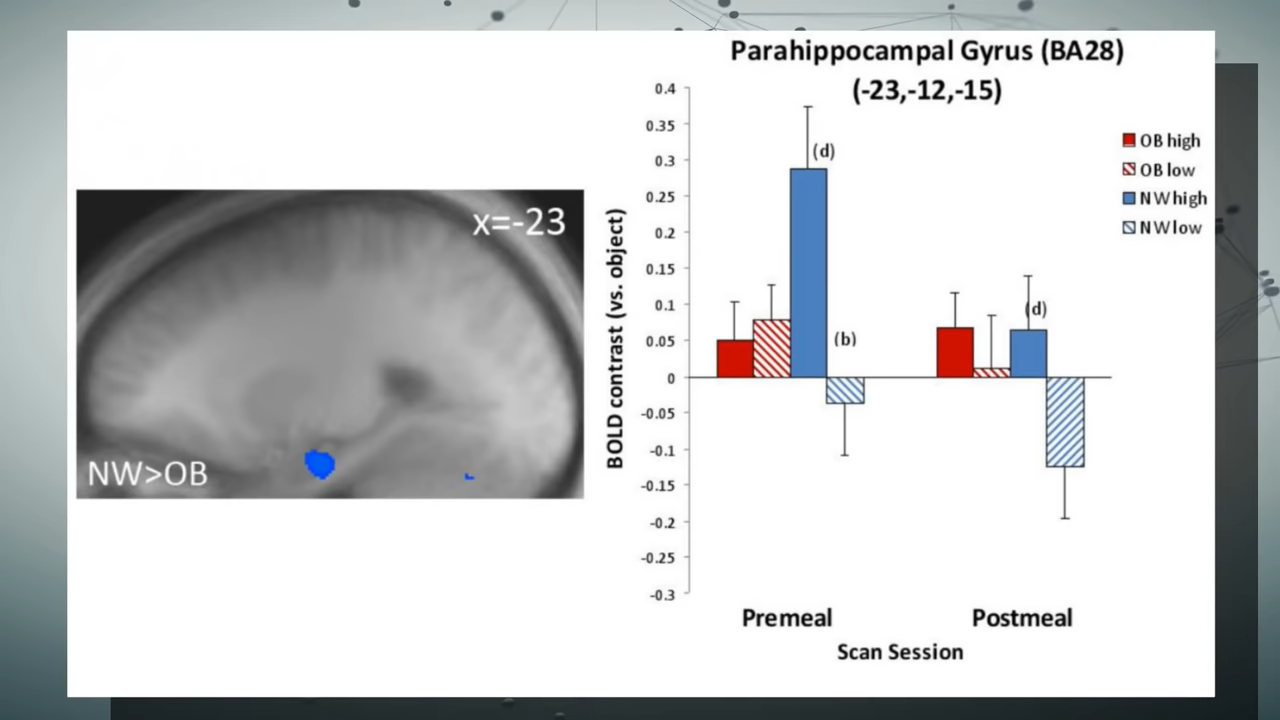 x=-23
NW>OB
Parahippocampal Gyrus (BA28)
(-23,-12,-15)
BOLD contrast (vs. object)
0.4
0.35
0.3
0.25
0.2
0.15
0.1
0.05
0
-0.05
-0.1
-0.15
-0.2
-0.25
-0.3
(d)
(b)
(d)
OB high
OB low
NW high
NW low
Premeal
Postmeal
Scan Session